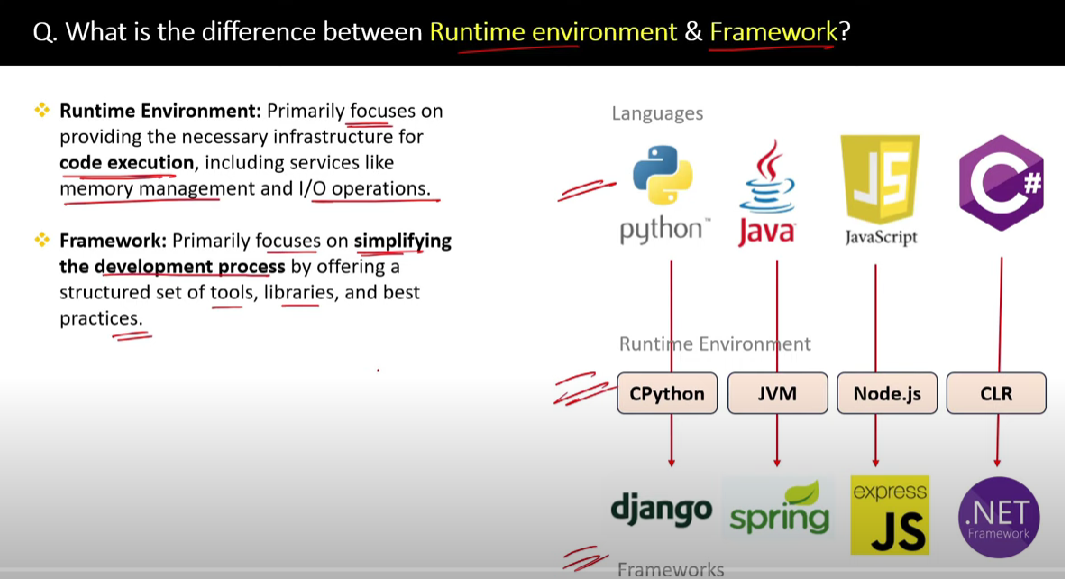 Q. What is the difference between Runtime environment & Framework?
Runtime Environment: Primarily focuses on
providing the necessary infrastructure for
code execution, including services like
memory management and I/O operations.
Framework: Primarily focuses on simplifying
the development process by offering a
structured set of tools, libraries, and best
practices.
Languages
python™
Java
JS
JavaScript
C#
Runtime Environment
CPython
JVM
Node.js
CLR
django
spring
express
JS
.NET
Framework
Frameworks